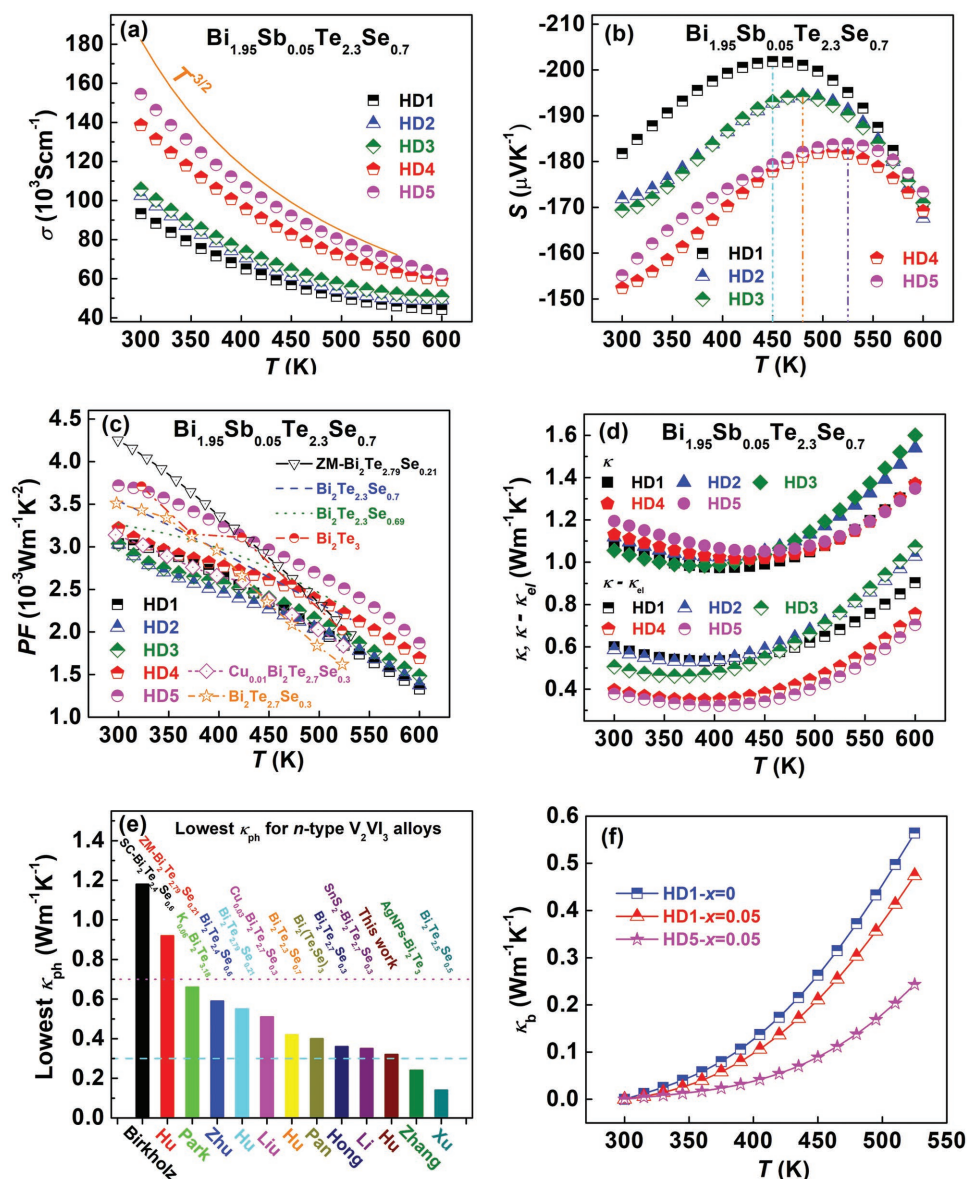 (a)
Bi1.95Sb0.05Te2.3Se0.7
T-3/2
HD1
HD2
HD3
HD4
HD5
σ (10³Scm⁻¹)
180
160
140
120
100
80
60
40
300 350 400 450 500 550 600
T (K)
(b)
Bi1.95Sb0.05Te2.3Se0.7
S (μVK⁻¹)
-210
-200
-190
-180
-170
-160
-150
HD1
HD2
HD3
HD4
HD5
300 350 400 450 500 550 600
T (K)
(c)
Bi1.95Sb0.05Te2.3Se0.7
ZM-Bi2Te2.79Se0.21
Bi2Te2.3Se0.7
Bi2Te2.3Se0.69
Bi2Te3
HD1
HD2
HD3
HD4
HD5
Cu0.01Bi2Te2.7Se0.3
Bi2Te2.7Se0.3
PF (10⁻³Wm⁻¹K⁻²)
4.5
4.0
3.5
3.0
2.5
2.0
1.5
1.0
300 350 400 450 500 550 600
T (K)
(d)
Bi1.95Sb0.05Te2.3Se0.7
κ
HD1 HD2 HD3
HD4 HD5
κ - κel
HD1 HD2 HD3
HD4 HD5
κ, κ - κel (Wm⁻¹K⁻¹)
1.6
1.4
1.2
1.0
0.8
0.6
0.4
300 350 400 450 500 550 600
T (K)
(e)
Lowest κph for n-type V2VI3 alloys
Lowest κph (Wm⁻¹K⁻¹)
1.4
1.2
1.0
0.8
0.6
0.4
0.2
0.0
SC-Bi2Te2.4Se0.6
ZM-Bi2Te2.79Se0.21
K0.06Bi2Te3.18
Bi2Te2.4Se0.6
Bi2Te2.79Se0.21
Cu0.03Bi2Te2.7Se0.3
Bi2Te2.3Se0.7
Bi2(TeSe)3
Bi2Te2.7Se0.3
SnS2-Bi2Te2.7Se0.3
This work
AgNPs-Bi2Te3
Bi2Te2.5Se0.5
Birkholz
Hu
Park
Zhu
Hu
Liu
Hu
Pan
Hong
Li
Hu
Zhang
Xu
(f)
HD1-x=0
HD1-x=0.05
HD5-x=0.05
κb (Wm⁻¹K⁻¹)
0.6
0.5
0.4
0.3
0.2
0.1
0.0
300 350 400 450 500 550
T (K)